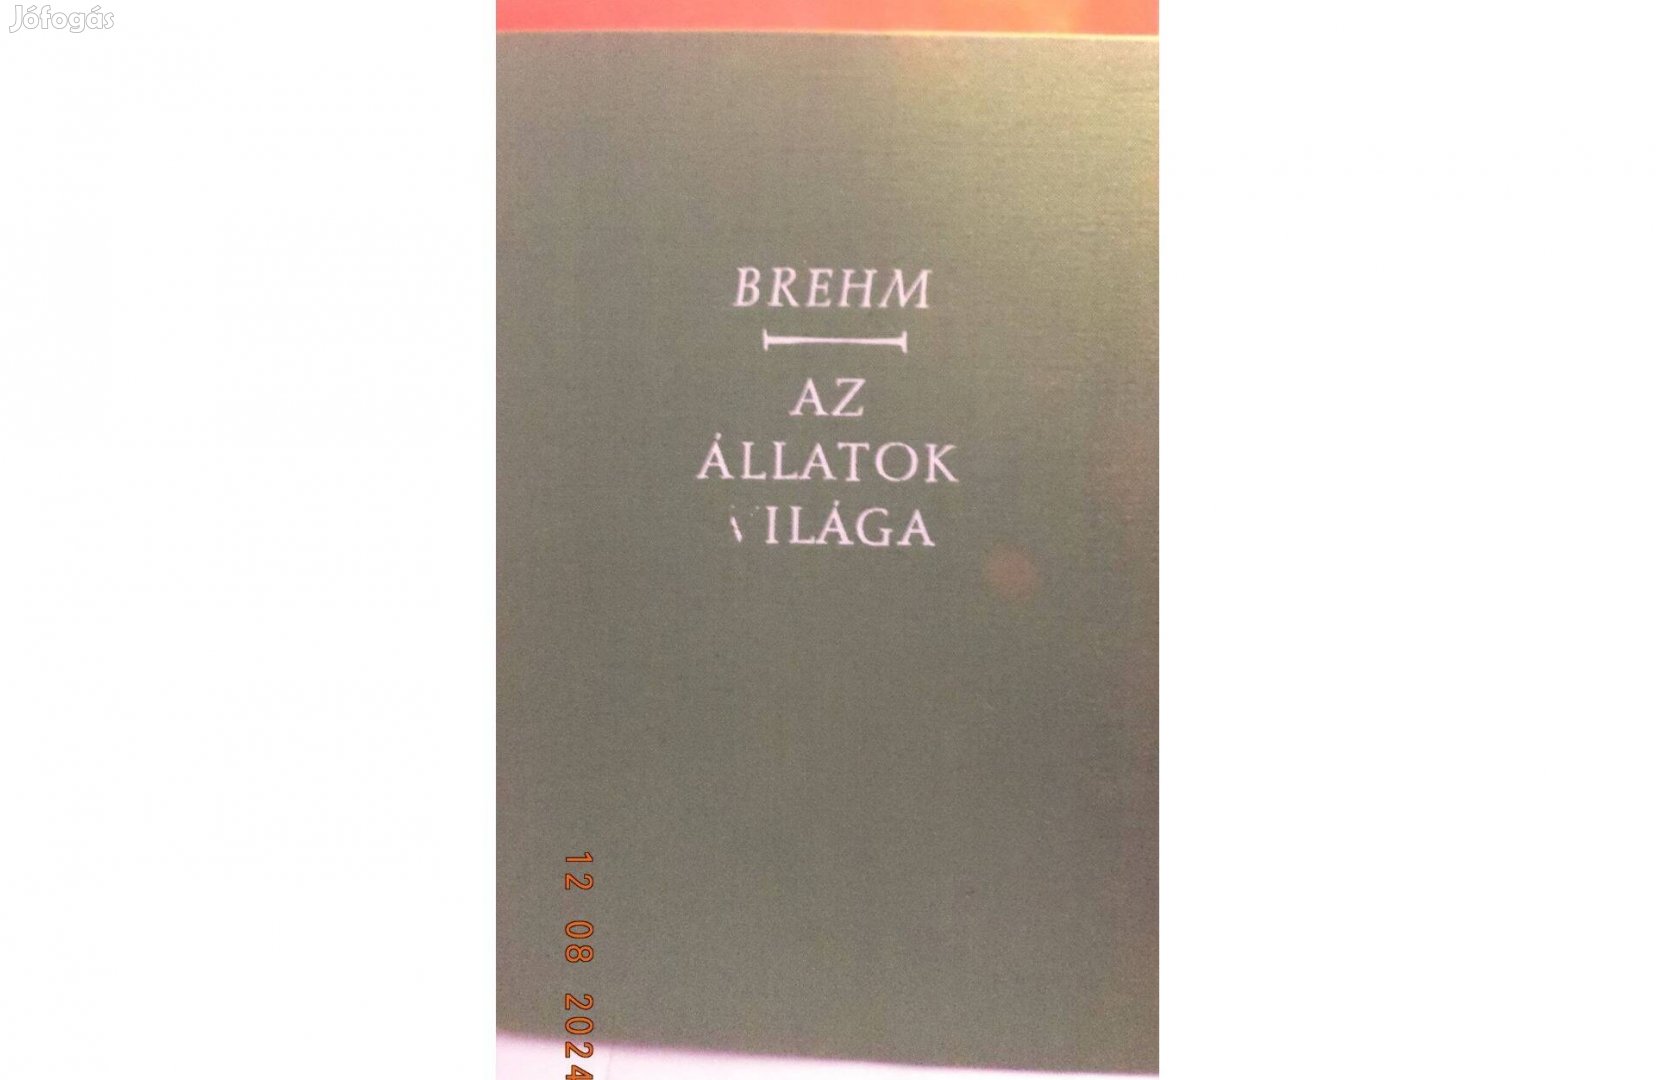 Jófogás
BREHM
AZ
ÁLLATOK
VILÁGA
12 08 2024